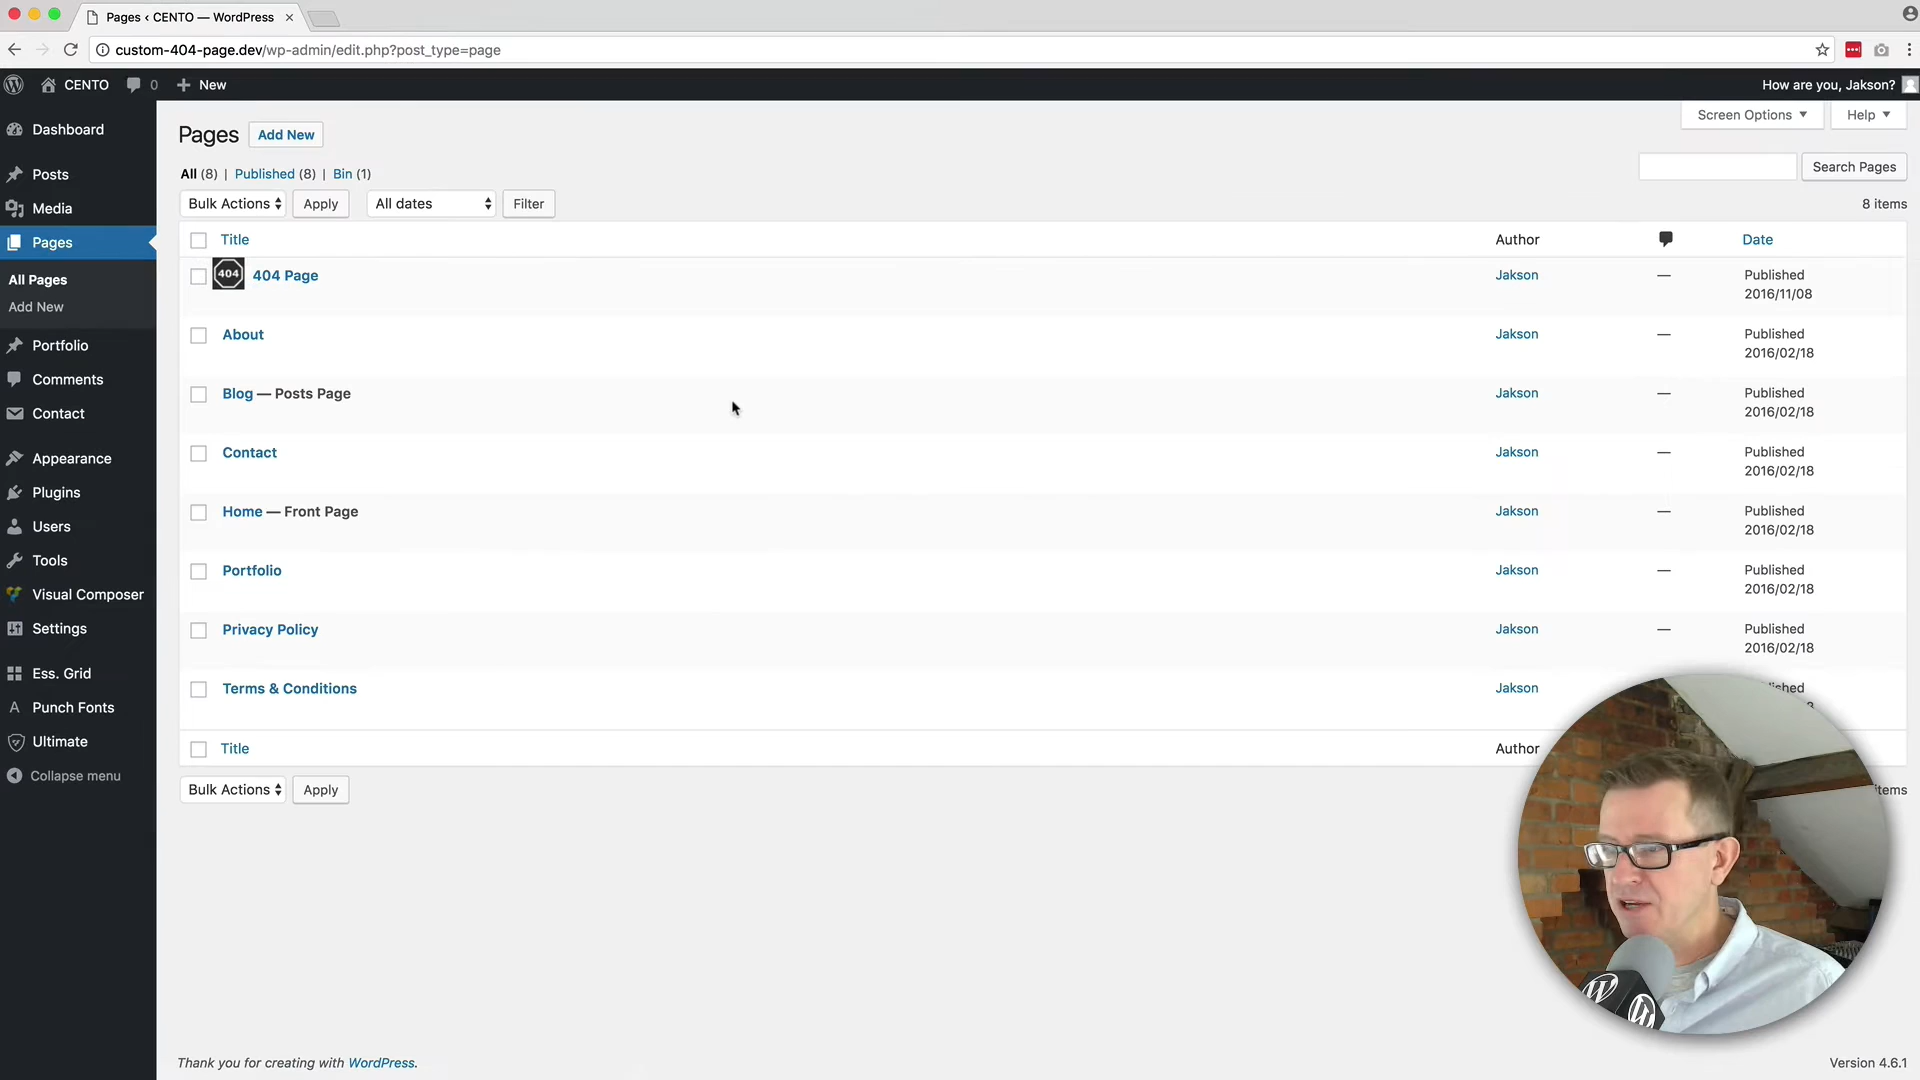 Pages ‹ CENTO — WordPress
custom-404-page.dev/wp-admin/edit.php?post_type=page
CENTO 0 New How are you, Jakson?
Dashboard
Posts
Media
Pages
All Pages
Add New
Portfolio
Comments
Contact
Appearance
Plugins
Users
Tools
Visual Composer
Settings
Ess. Grid
Punch Fonts
Ultimate
Collapse menu
Screen Options Help
Pages Add New
All (8) | Published (8) | Bin (1)
Search Pages
Bulk Actions Apply All dates Filter 8 items
Title Author Date
404 404 Page Jakson — Published
2016/11/08
About Jakson — Published
2016/02/18
Blog — Posts Page Jakson — Published
2016/02/18
Contact Jakson — Published
2016/02/18
Home — Front Page Jakson — Published
2016/02/18
Portfolio Jakson — Published
2016/02/18
Privacy Policy Jakson — Published
2016/02/18
Terms & Conditions Jakson
Title Author
Bulk Actions Apply
Thank you for creating with WordPress. Version 4.6.1